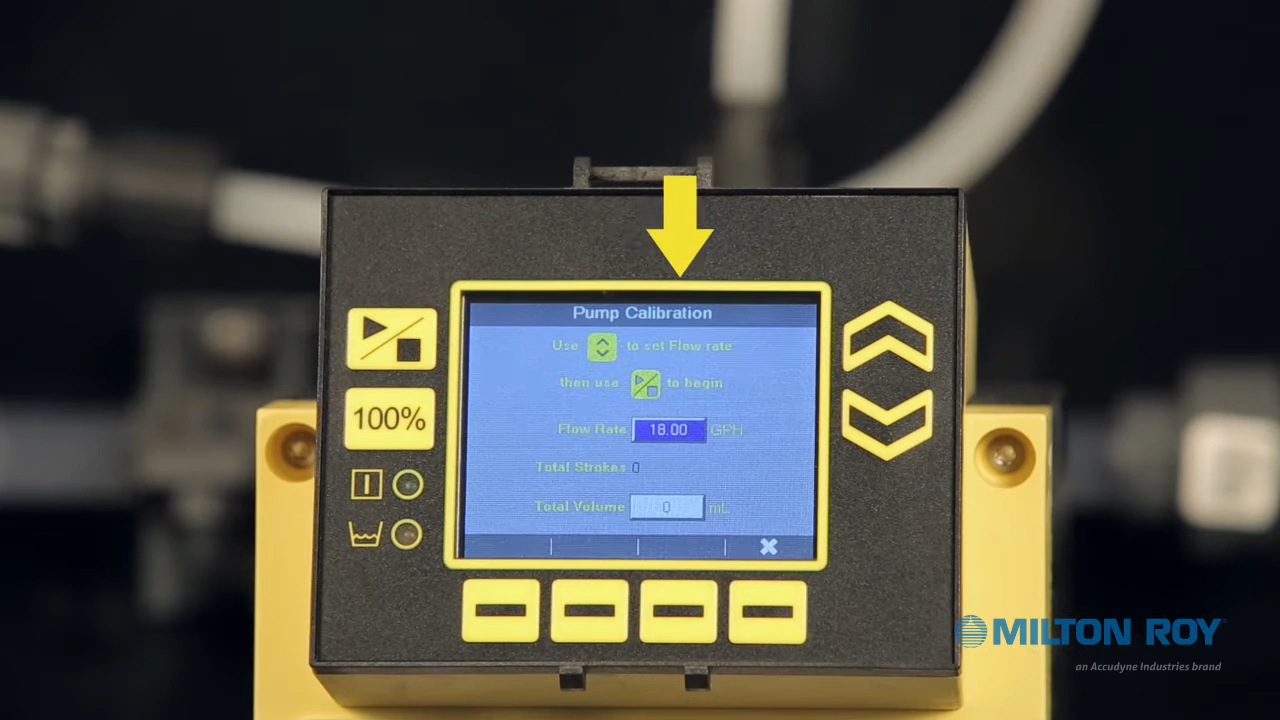 Pump Calibration
Use to set Flow rate
then use to begin
Flow Rate 18.00 GPH
Total Strokes 0
Total Volume 0 mL
100%
MILTON ROY
an Accudyne Industries brand